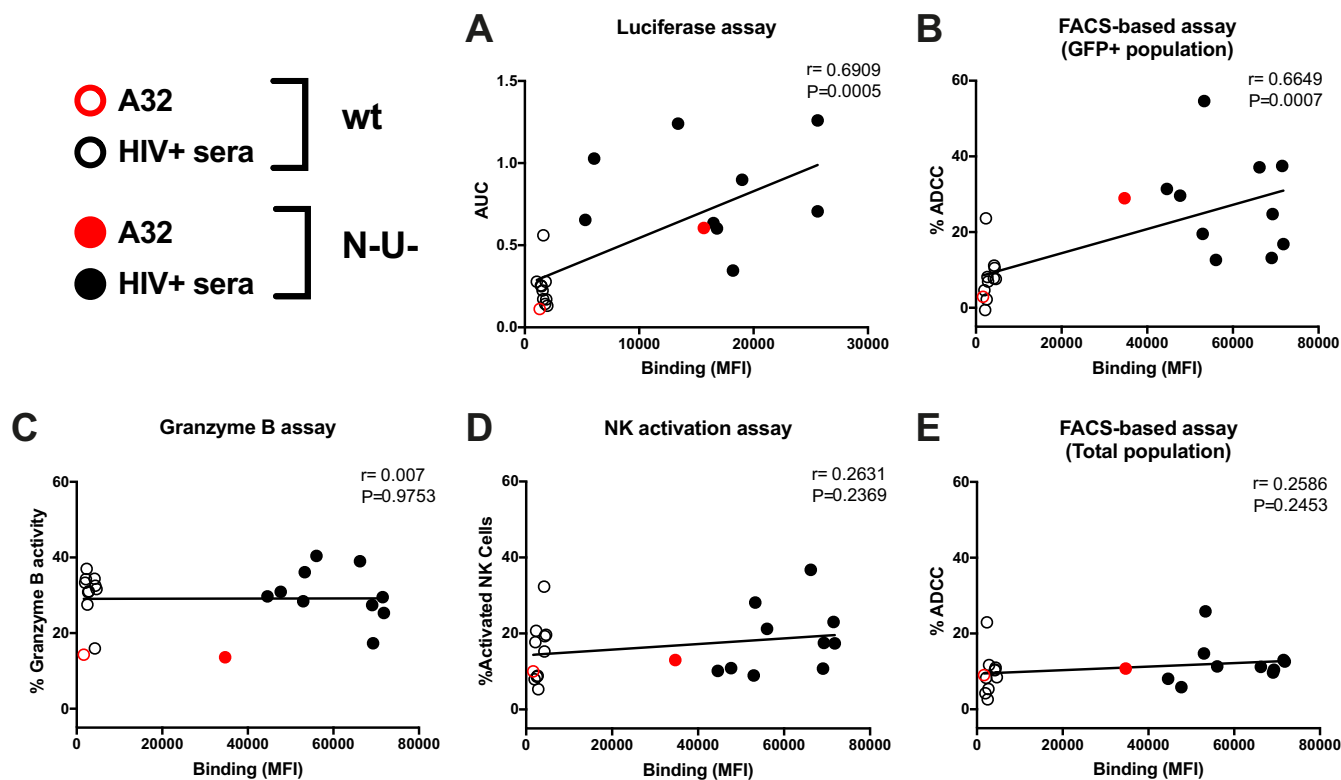 A32
HIV+ sera
wt
A32
HIV+ sera
N-U-
A
Luciferase assay
r= 0.6909
P=0.0005
1.5
1.0
0.5
0.0
AUC
0
10000
20000
30000
Binding (MFI)
B
FACS-based assay
(GFP+ population)
r= 0.6649
P=0.0007
60
40
20
0
% ADCC
0
20000
40000
60000
80000
Binding (MFI)
C
Granzyme B assay
r= 0.007
P=0.9753
60
40
20
0
% Granzyme B activity
0
20000
40000
60000
80000
Binding (MFI)
D
NK activation assay
r= 0.2631
P=0.2369
60
40
20
0
%Activated NK Cells
0
20000
40000
60000
80000
Binding (MFI)
E
FACS-based assay
(Total population)
r= 0.2586
P=0.2453
60
40
20
0
% ADCC
0
20000
40000
60000
80000
Binding (MFI)